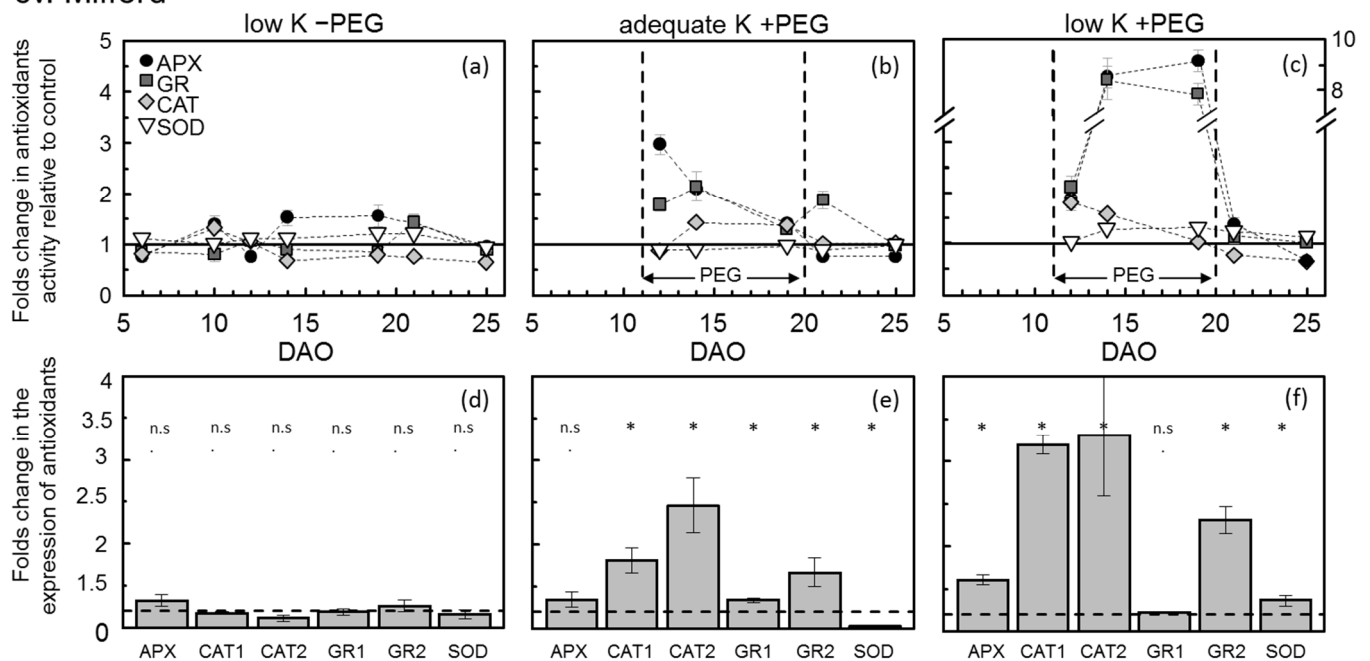 cv. Milford
low K −PEG
adequate K +PEG
low K +PEG
Folds change in antioxidants
activity relative to control
5
4
3
2
1
0
APX
GR
CAT
SOD
(a)
(b)
(c)
10
8
PEG
PEG
5 10 15 20 25
5 10 15 20 25
5 10 15 20 25
DAO
DAO
DAO
Folds change in the
expression of antioxidants
4
3.5
3
2.5
2
1.5
0
(d)
n.s n.s n.s n.s n.s n.s
(e)
n.s * * * * *
(f)
* * * n.s * *
APX CAT1 CAT2 GR1 GR2 SOD
APX CAT1 CAT2 GR1 GR2 SOD
APX CAT1 CAT2 GR1 GR2 SOD